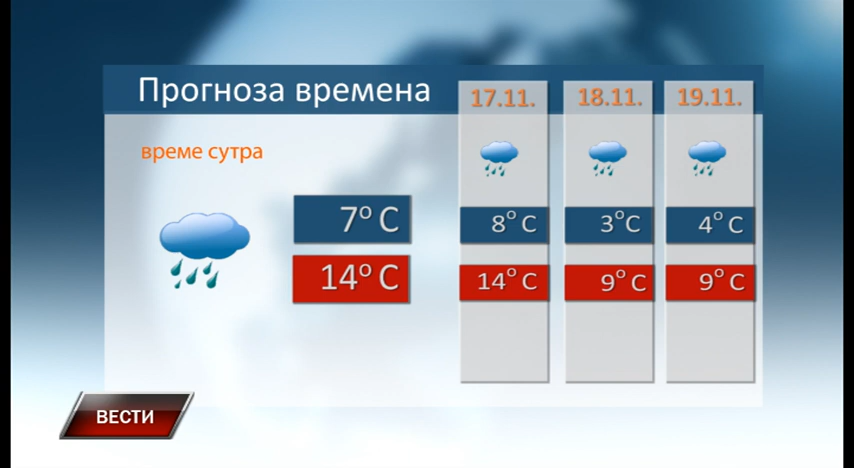 Прогноза времена
време сутра
7° C
14° C
17.11.
8° C
14° C
18.11.
3°C
9° C
19.11.
4° C
9° C
ВЕСТИ